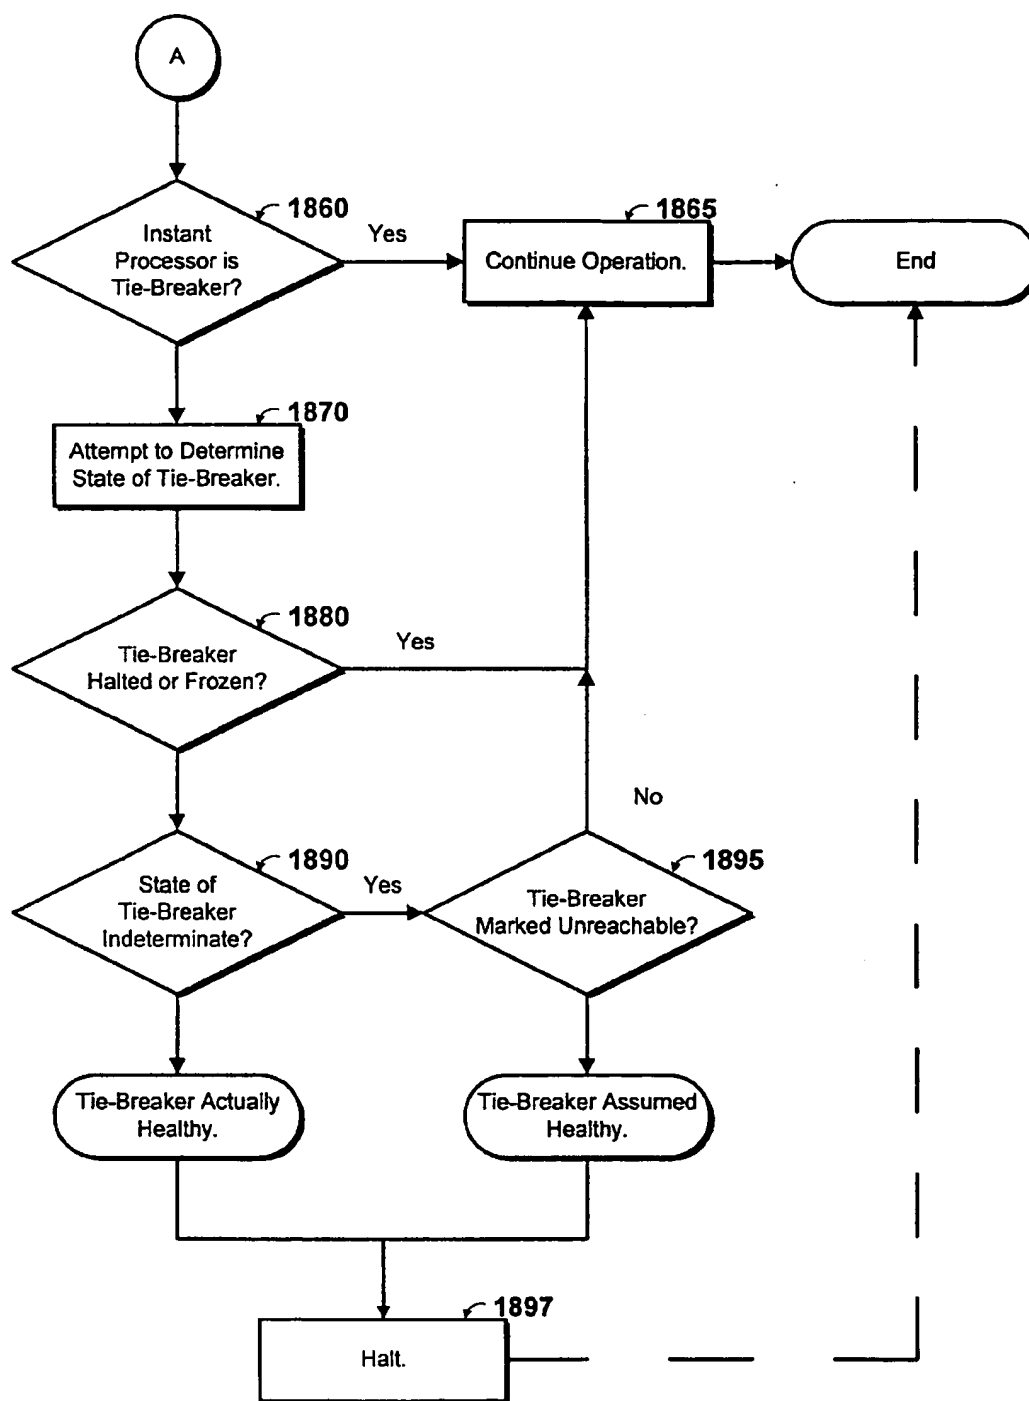 A
1860
Instant
Processor is
Tie-Breaker?
Yes
1865
Continue Operation.
End
1870
Attempt to Determine
State of Tie-Breaker.
1880
Tie-Breaker
Halted or Frozen?
Yes
No
1890
State of
Tie-Breaker
Indeterminate?
Yes
1895
Tie-Breaker
Marked Unreachable?
Tie-Breaker Actually
Healthy.
Tie-Breaker Assumed
Healthy.
1897
Halt.